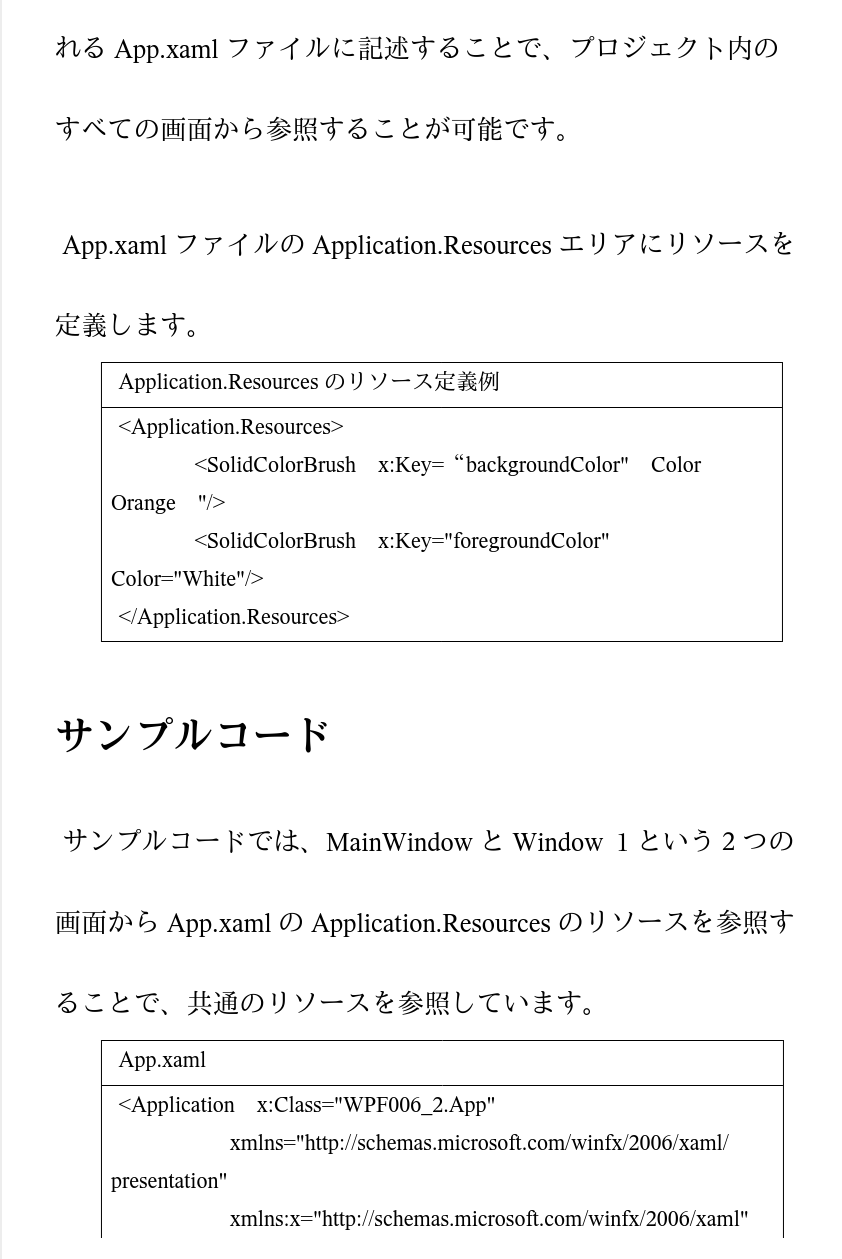 れる App.xaml ファイルに記述することで、プロジェクト内の
すべての画面から参照することが可能です。
App.xaml ファイルの Application.Resources エリアにリソースを
定義します。
Application.Resources のリソース定義例
<Application.Resources>
<SolidColorBrush x:Key= “backgroundColor" Color
Orange "/>
<SolidColorBrush x:Key="foregroundColor"
Color="White"/>
</Application.Resources>
サンプルコード
サンプルコードでは、MainWindow と Window 1 という 2 つの
画面から App.xaml の Application.Resources のリソースを参照す
ることで、共通のリソースを参照しています。
App.xaml
<Application x:Class="WPF006_2.App"
xmlns="http://schemas.microsoft.com/winfx/2006/xaml/
presentation"
xmlns:x="http://schemas.microsoft.com/winfx/2006/xaml"